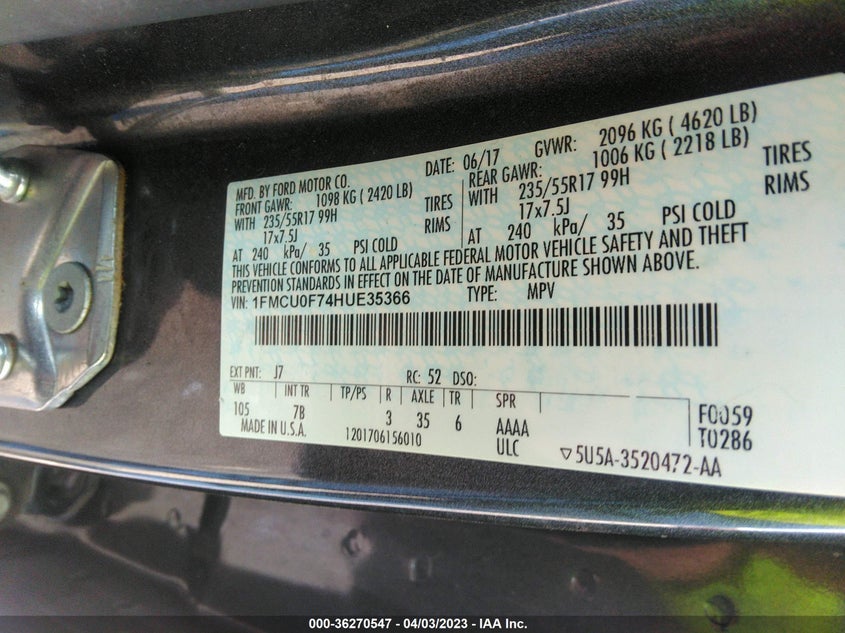 MFD. BY FORD MOTOR CO. DATE: 06/17 GVWR: 2096 KG ( 4620 LB)
FRONT GAWR: 1098 KG ( 2420 LB) REAR GAWR: 1006 KG ( 2218 LB)
WITH 235/55R17 99H TIRES WITH 235/55R17 99H TIRES
17x7.5J RIMS 17x7.5J RIMS
AT 240 kPa/ 35 PSI COLD AT 240 kPa/ 35 PSI COLD
THIS VEHICLE CONFORMS TO ALL APPLICABLE FEDERAL MOTOR VEHICLE SAFETY AND THEFT
PREVENTION STANDARDS IN EFFECT ON THE DATE OF MANUFACTURE SHOWN ABOVE.
VIN: 1FMCU0F74HUE35366 TYPE: MPV
EXT PNT: J7 RC: 52 DSO:
WB INT TR TP/PS R AXLE TR SPR
105 7B 3 35 6 AAAA F0059
MADE IN U.S.A. 1201706156010 ULC T0286
▽5U5A-3520472-AA
000-36270547 - 04/03/2023 - IAA Inc.